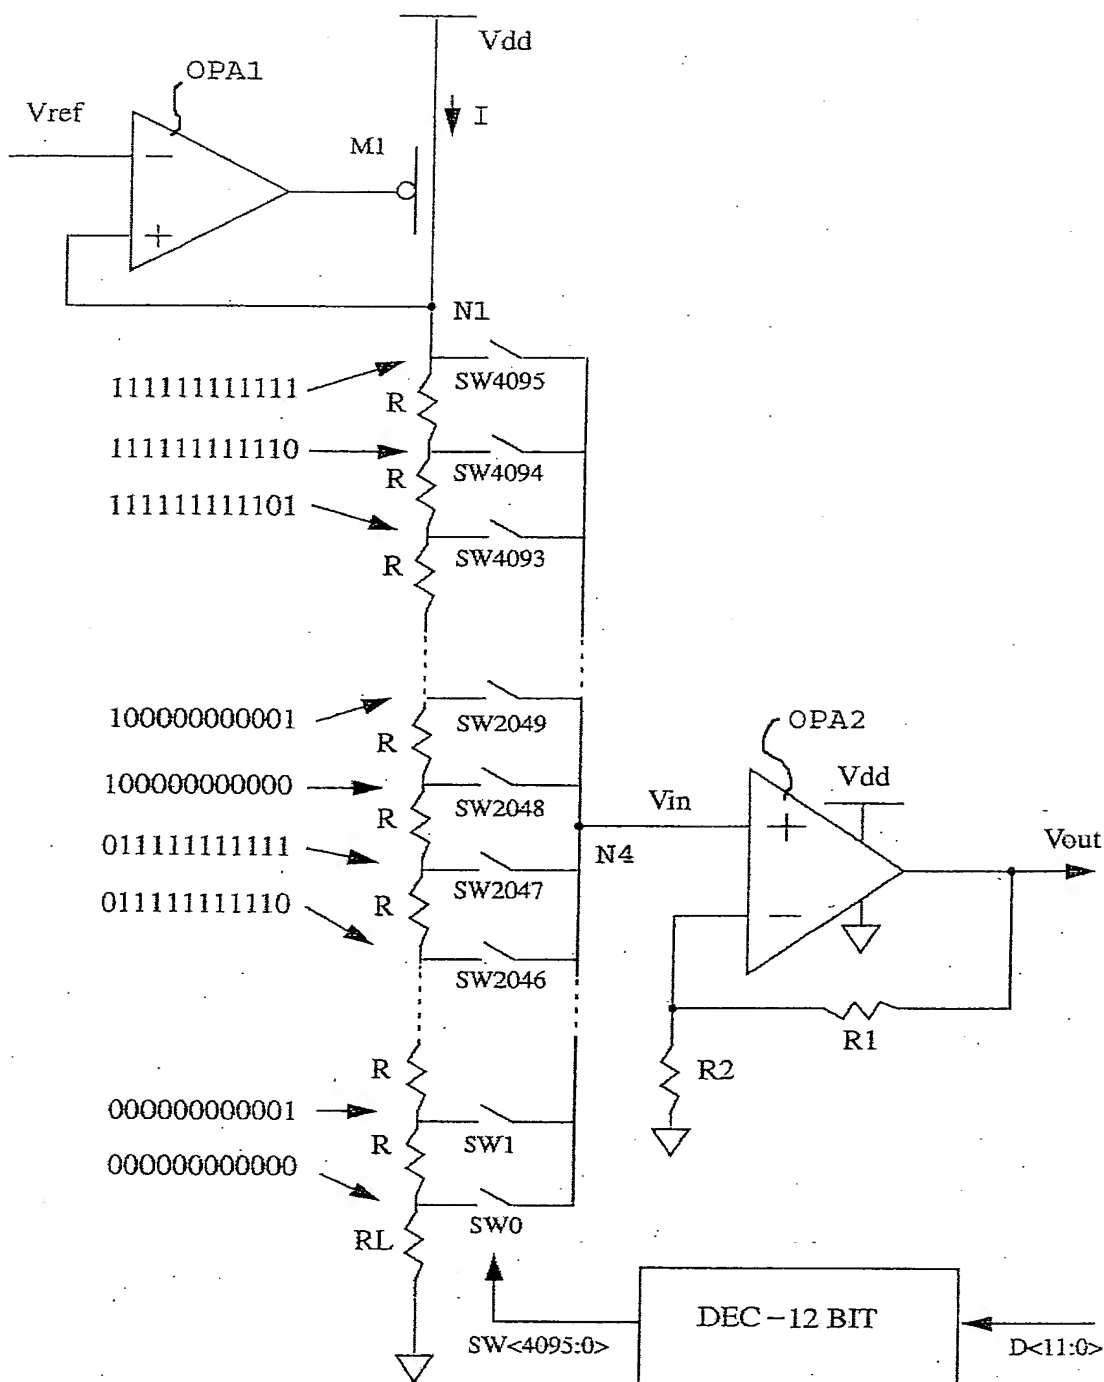 Vdd
OPA1
Vref
I
M1
−
+
N1
SW4095
111111111111
R
111111111110
SW4094
R
111111111101
SW4093
R
100000000001
SW2049
R
OPA2
100000000000
SW2048
Vin
Vdd
R
+
Vout
N4
011111111111
SW2047
011111111110
R
−
SW2046
R1
R
R2
000000000001
SW1
R
000000000000
SW0
RL
DEC−12 BIT
SW<4095:0>
D<11:0>